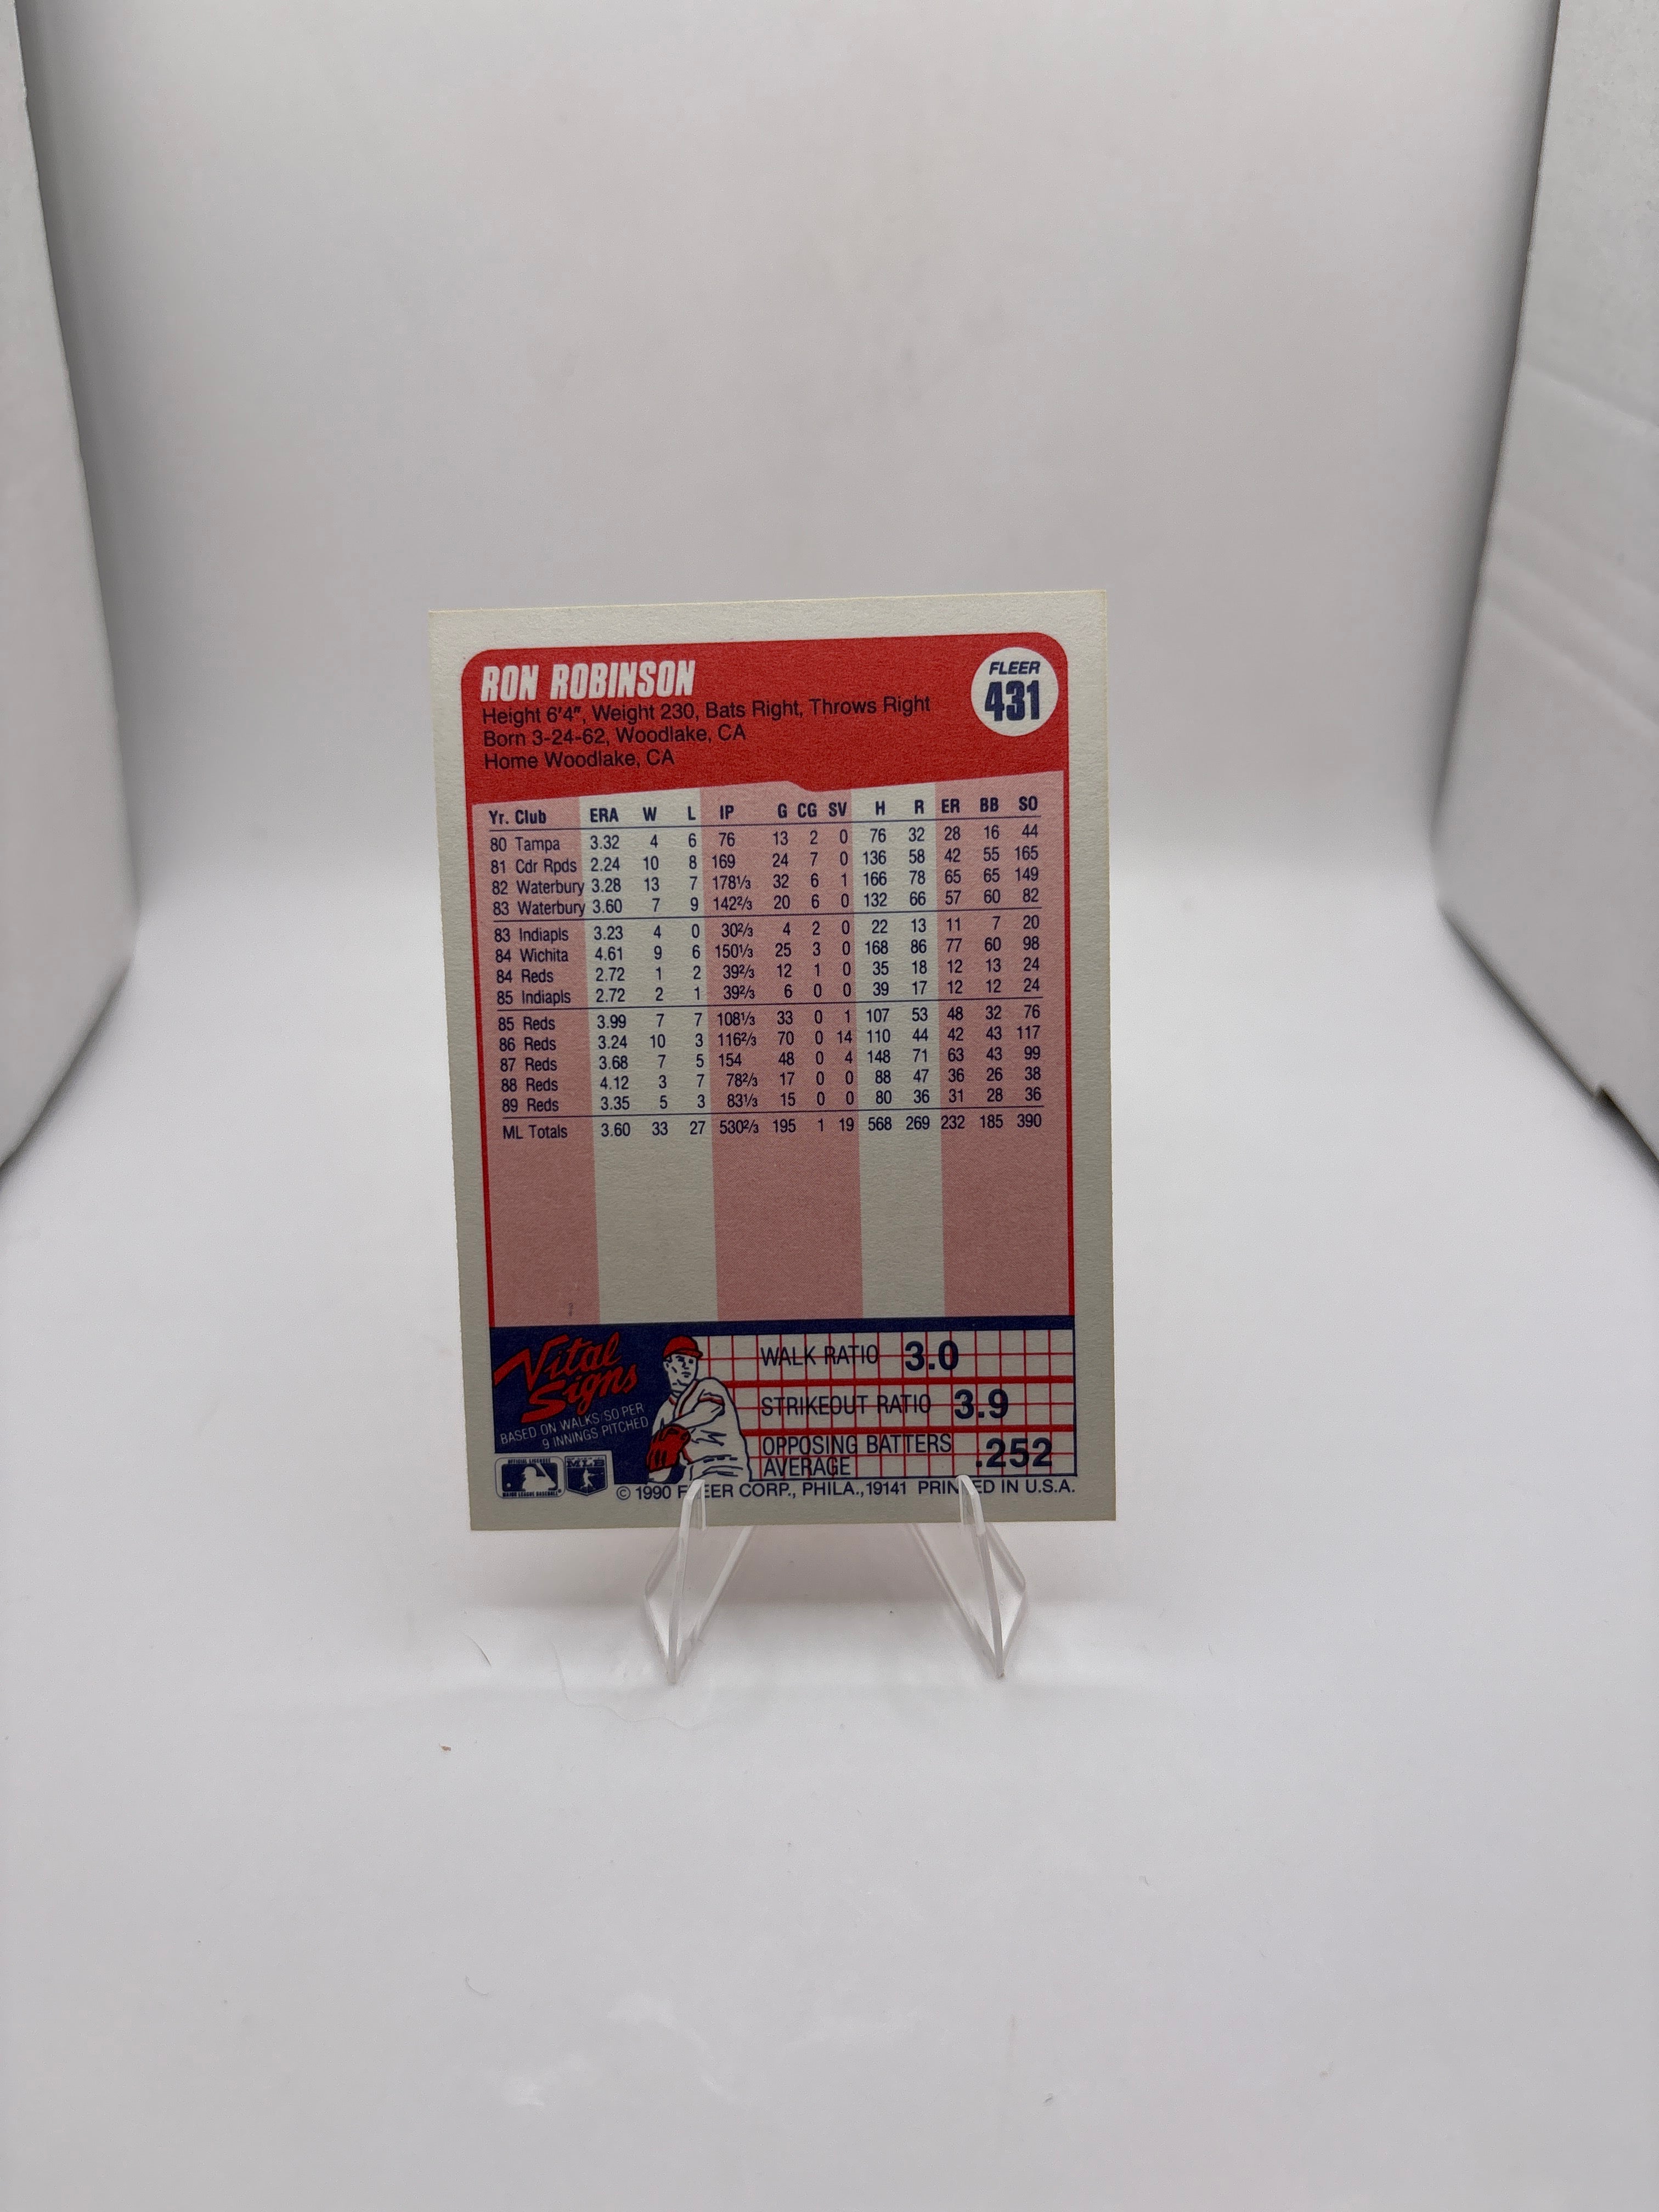 RON ROBINSON
FLEER
431
Height 6'4", Weight 230, Bats Right, Throws Right
Born 3-24-62, Woodlake, CA
Home Woodlake, CA
Yr. Club ERA W L IP G CG SV H R ER BB SO
80 Tampa 3.32 4 6 76 13 2 0 76 32 28 16 44
81 Cdr Rpds 2.24 10 8 169 24 7 0 136 58 42 55 165
82 Waterbury 3.28 13 7 178⅓ 32 6 1 166 78 65 65 149
83 Waterbury 3.60 7 9 142⅔ 20 6 0 132 66 57 60 82
83 Indiapls 3.23 4 0 30⅔ 4 2 0 22 13 11 7 20
84 Wichita 4.61 9 6 150⅓ 25 3 0 168 86 77 60 98
84 Reds 2.72 1 2 39⅔ 12 1 0 35 18 12 13 24
85 Indiapls 2.72 2 1 39⅔ 6 0 0 39 17 12 12 24
85 Reds 3.99 7 7 108⅓ 33 0 1 107 53 48 32 76
86 Reds 3.24 10 3 116⅔ 70 0 14 110 44 42 43 117
87 Reds 3.68 7 5 154 48 0 4 148 71 63 43 99
88 Reds 4.12 3 7 78⅔ 17 0 0 88 47 36 26 38
89 Reds 3.35 5 3 83⅓ 15 0 0 80 36 31 28 36
ML Totals 3.60 33 27 530⅔ 195 1 19 568 269 232 185 390
Vital
Signs
BASED ON WALKS/SO PER
9 INNINGS PITCHED
WALK RATIO 3.0
STRIKEOUT RATIO 3.9
OPPOSING BATTERS
AVERAGE .252
MLB
© 1990 FLEER CORP., PHILA., 19141 PRINTED IN U.S.A.